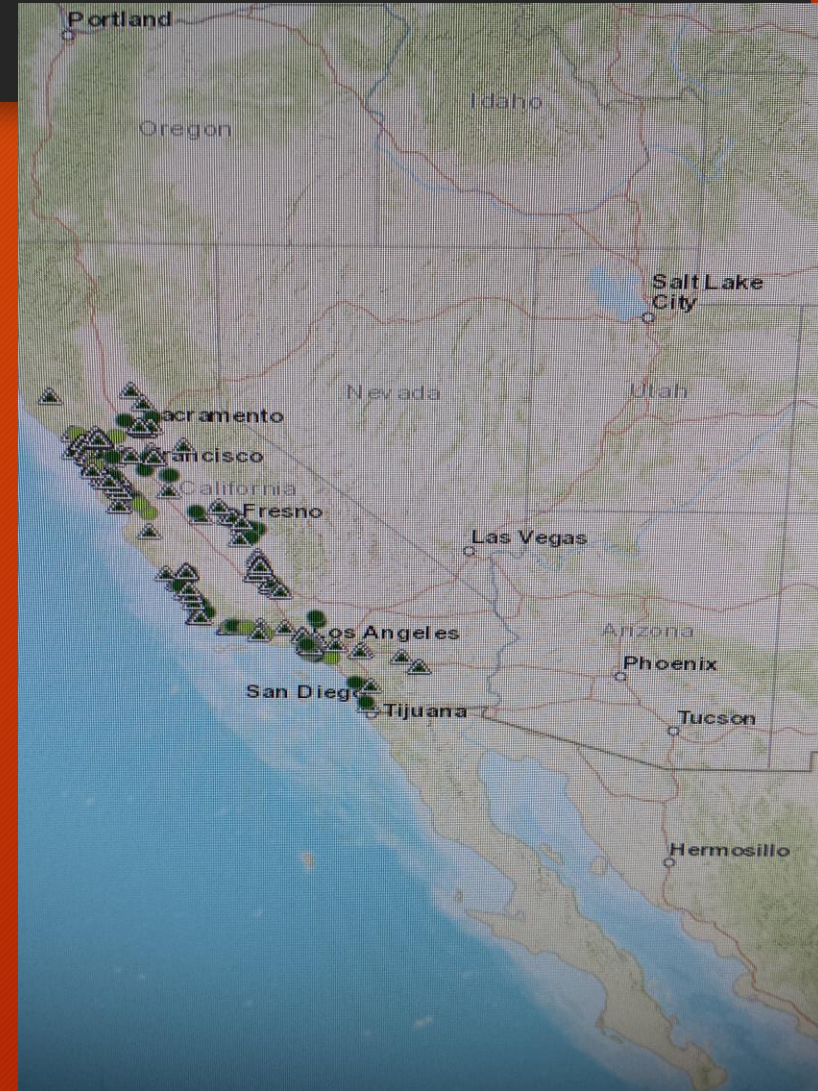 Portland
Idaho
Oregon
Salt Lake
City
Nevada
Utah
acramento
rancisco
California
Fresno
Las Vegas
os Angeles
Arizona
Phoenix
San Dieg
Tijuana
Tucson
Hermosillo